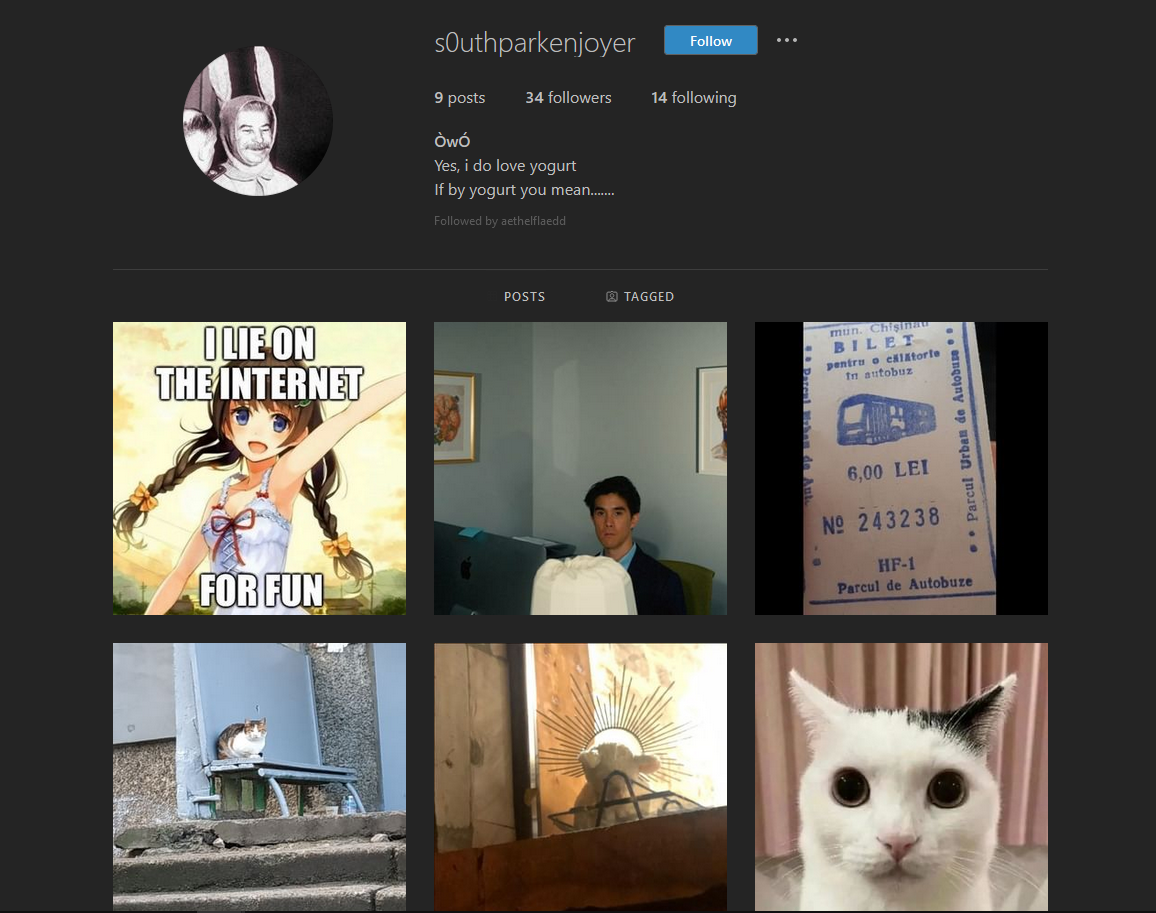 s0uthparkenjoyer
Follow
9 posts
34 followers
14 following
ÒwÓ
Yes, i do love yogurt
If by yogurt you mean.......
Followed by aethelflaedd
POSTS
TAGGED
I LIE ON
THE INTERNET
FOR FUN
mun. Chișinău
BILET
pentru o călătorie
în autobuz
6,00 LEI
№ 243238
HF-1
Parcul de Autobuze
Parcul Urban de Autobuze